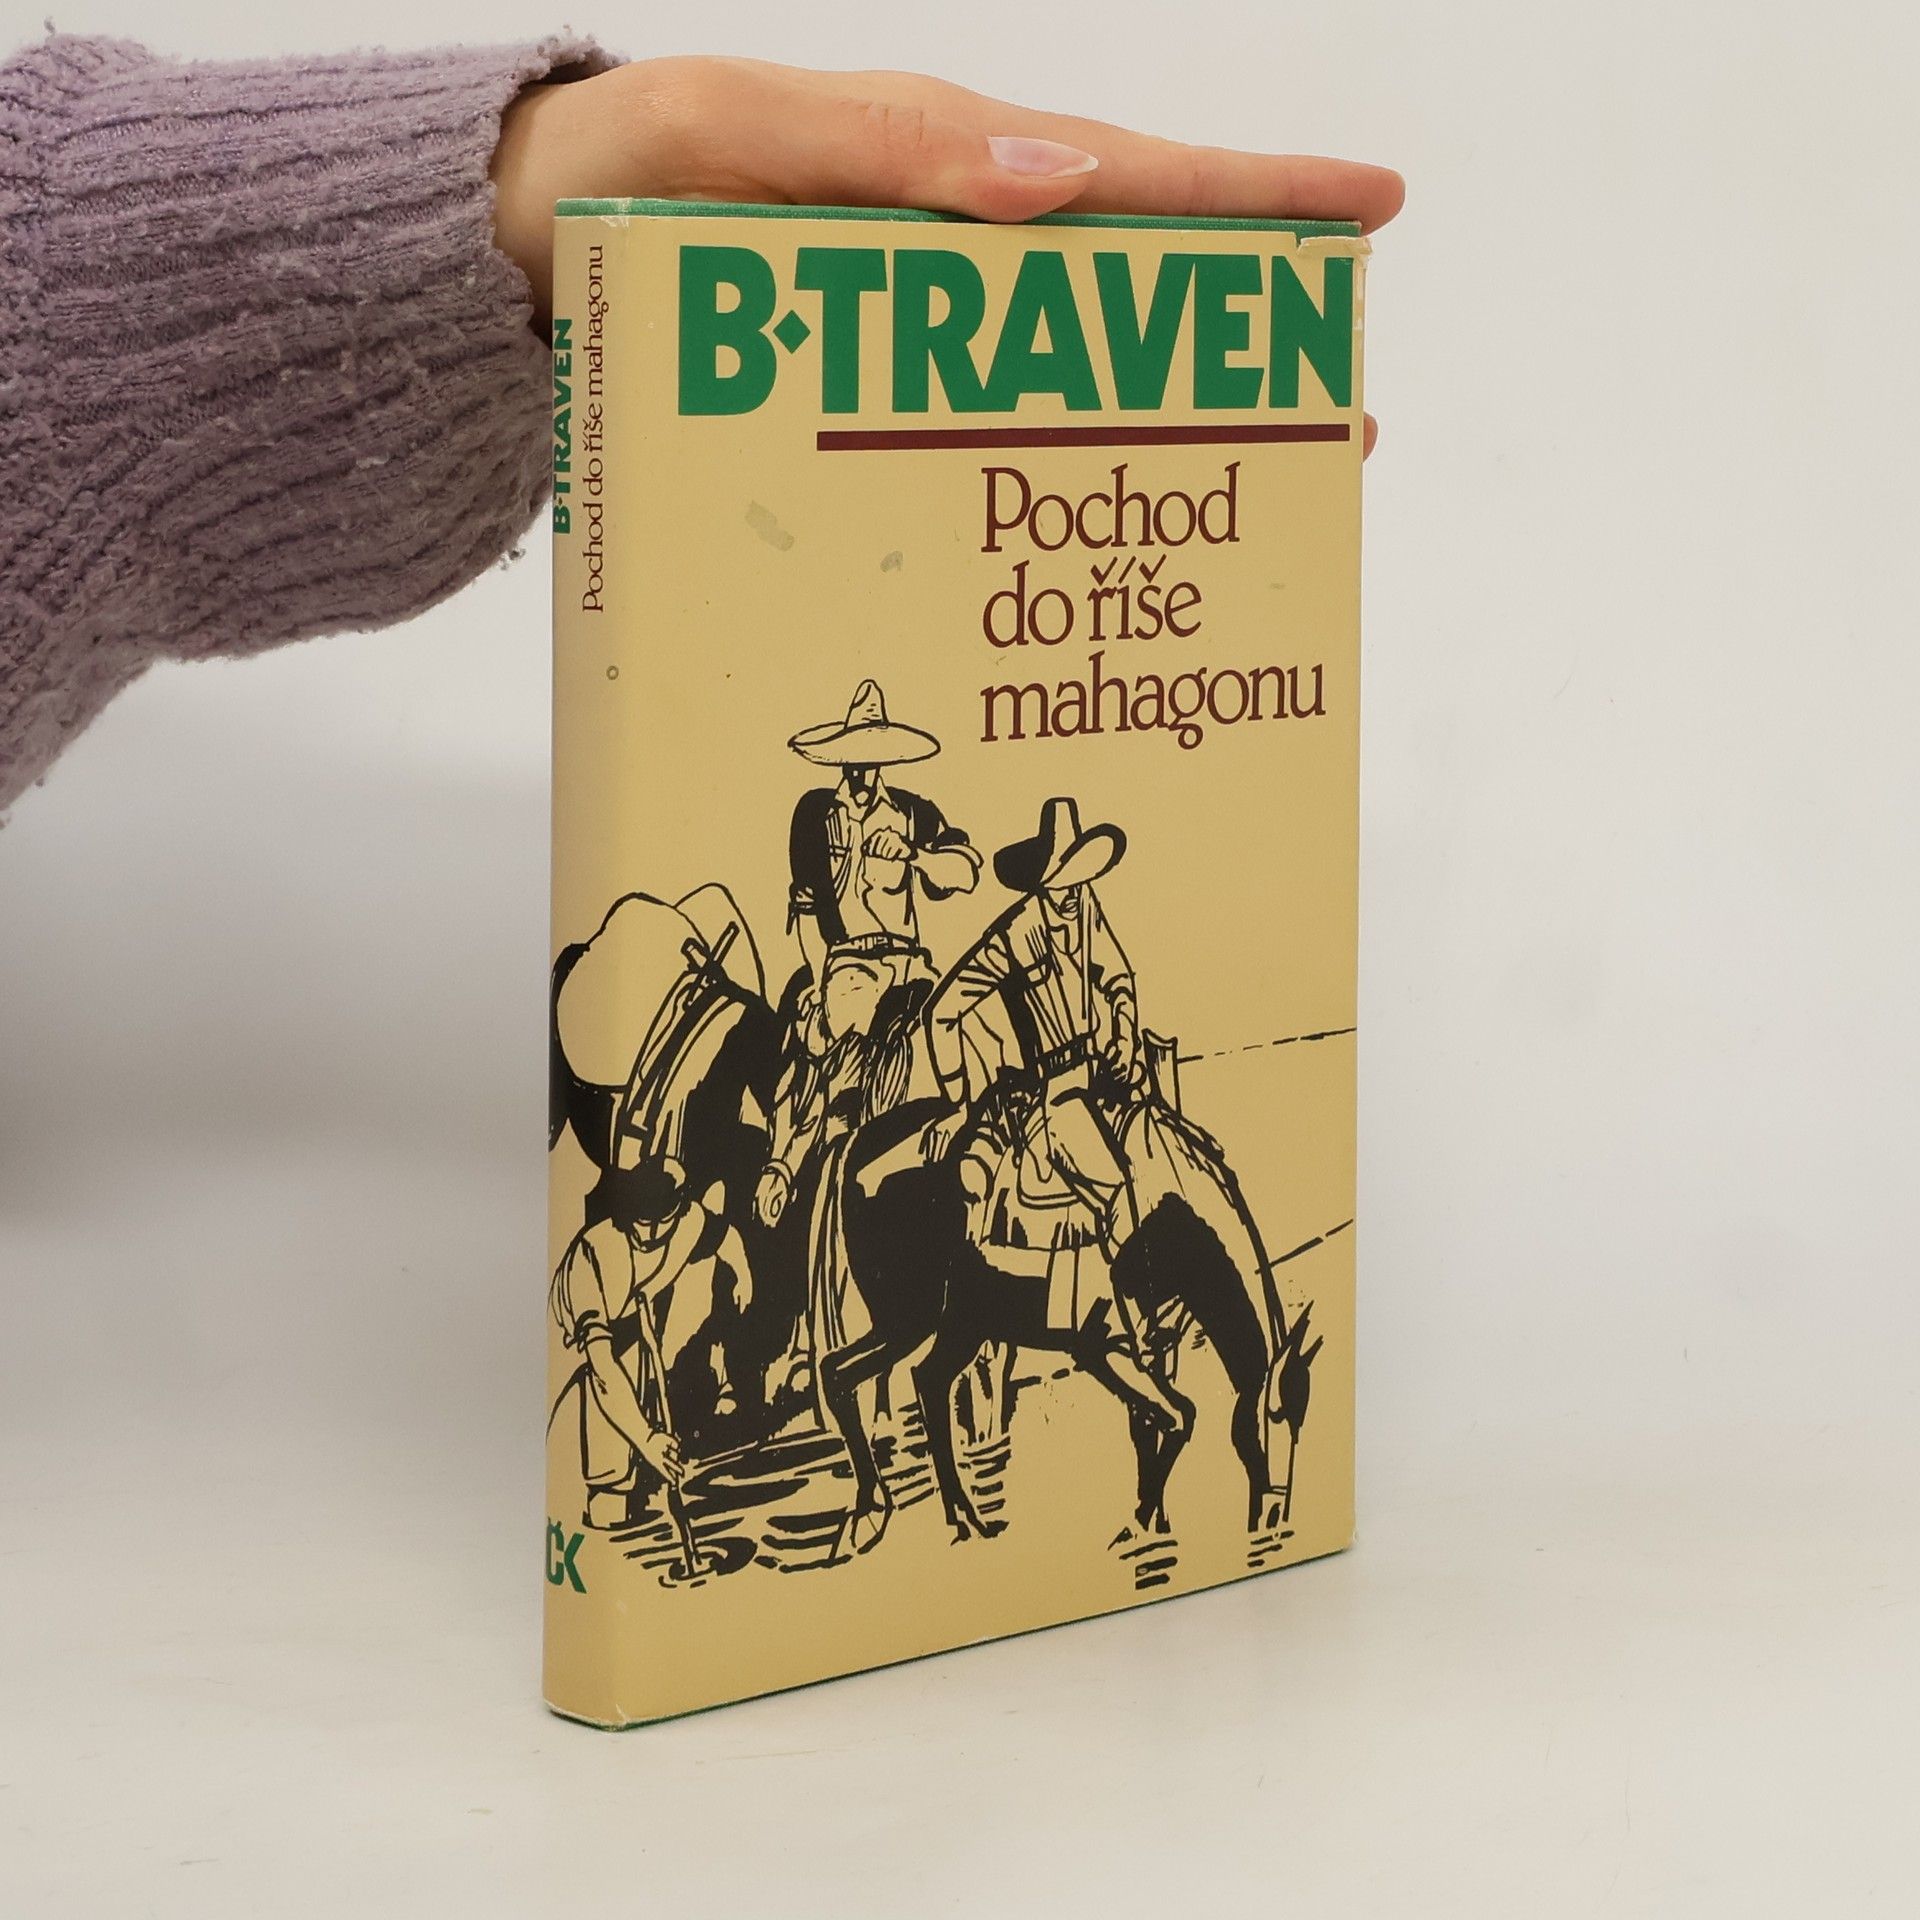 B·TRAVEN
Pochod
do říše
mahagonu
B·TRAVEN
Pochod do říše mahagonu
ČK